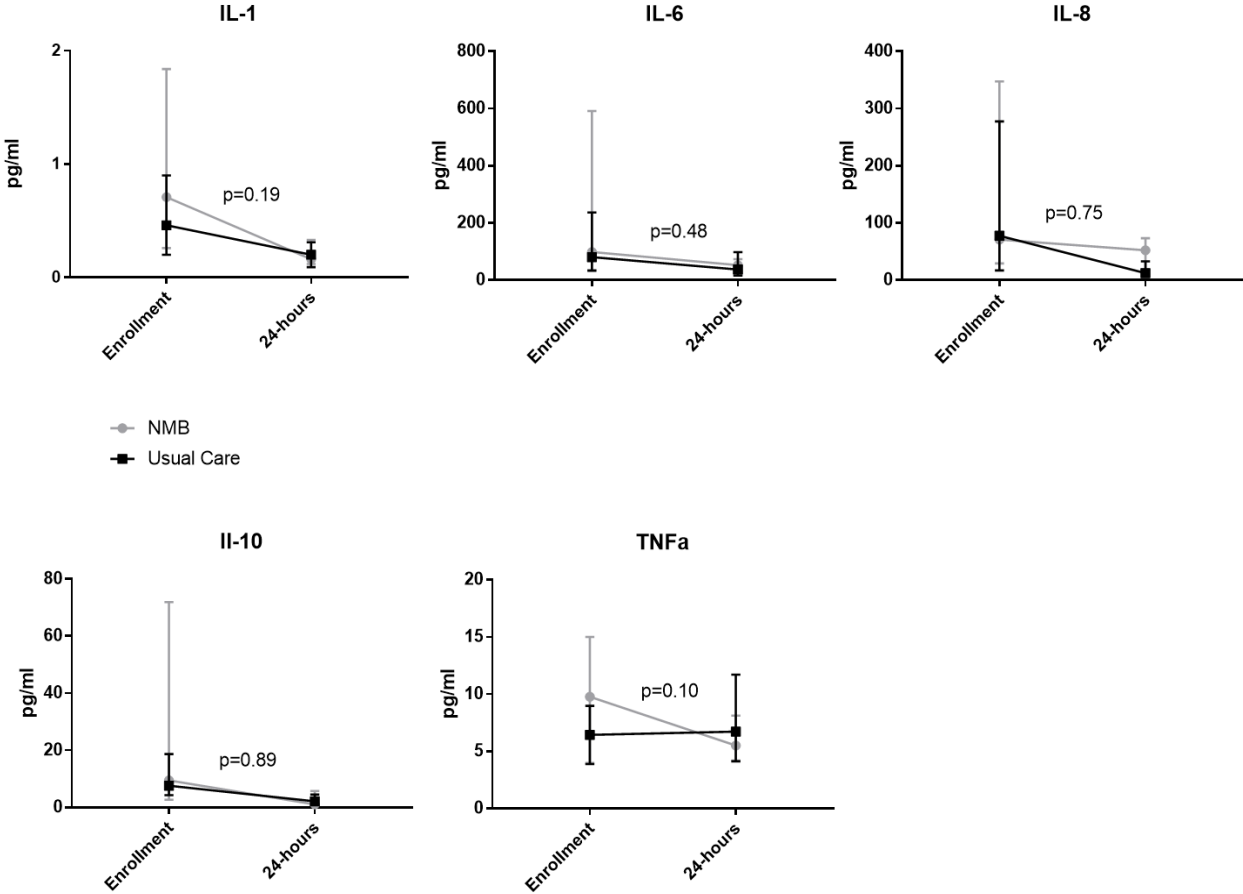 IL-1
2
1
0
pg/ml
p=0.19
Enrollment
24-hours
IL-6
800
600
400
200
0
pg/ml
p=0.48
Enrollment
24-hours
IL-8
400
300
200
100
0
pg/ml
p=0.75
Enrollment
24-hours
NMB
Usual Care
Il-10
80
60
40
20
0
pg/ml
p=0.89
Enrollment
24-hours
TNFa
20
15
10
5
0
pg/ml
p=0.10
Enrollment
24-hours